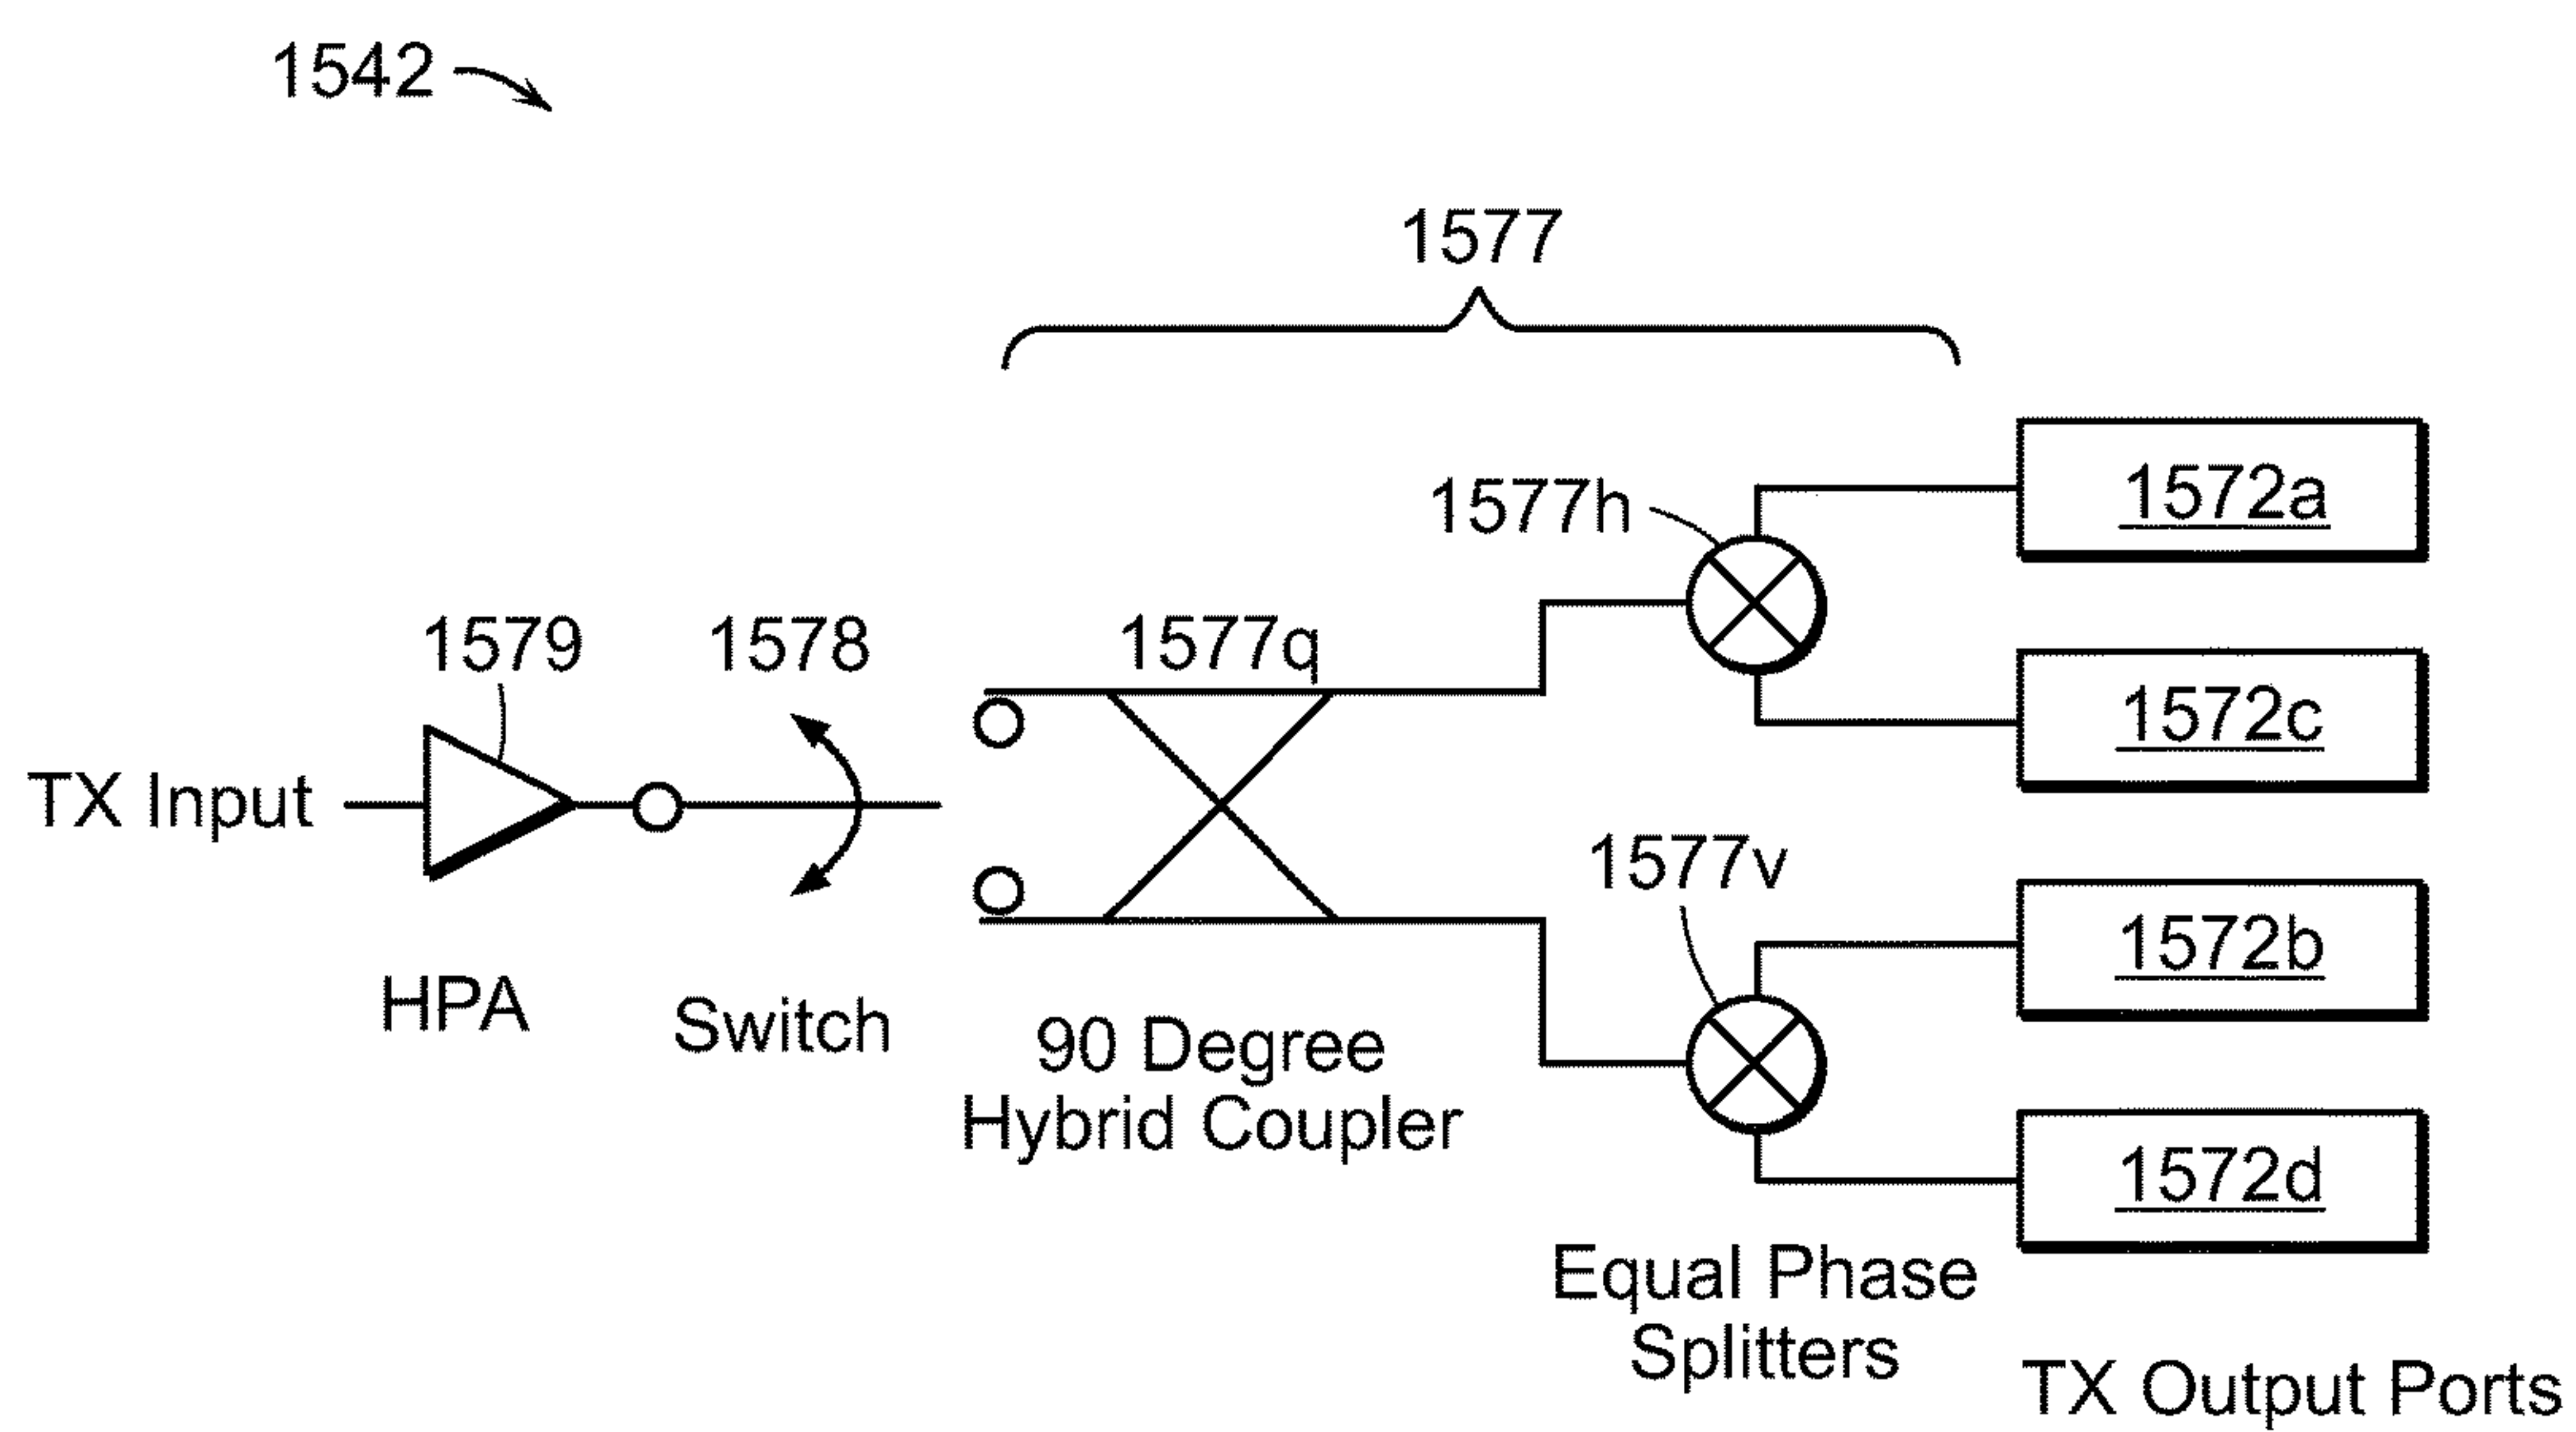 1542
1577
1577h
1572a
1579
1578
1577q
1572c
TX Input
1577v
1572b
HPA
Switch
90 Degree
Hybrid Coupler
1572d
Equal Phase
Splitters
TX Output Ports